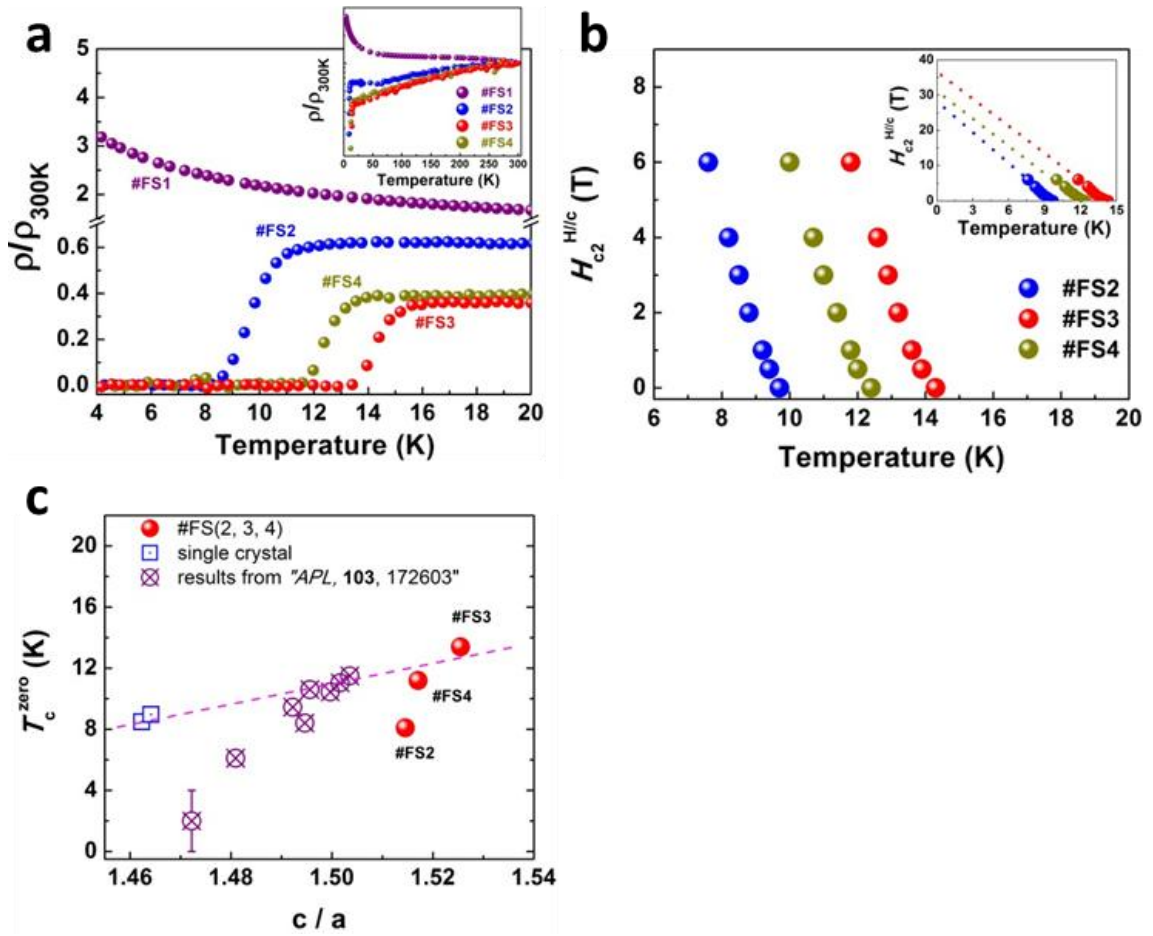 a
5
4
3
2
0.6
0.4
0.2
0.0
ρ/ρ300K
#FS1
#FS2
#FS4
#FS3
4 6 8 10 12 14 16 18 20
Temperature (K)
ρ/ρ300K
#FS1
#FS2
#FS3
#FS4
0 50 100 150 200 250 300
Temperature (K)
b
8
6
4
2
0
Hc2^H//c (T)
6 8 10 12 14 16 18 20
Temperature (K)
#FS2
#FS3
#FS4
40
30
20
10
0
Hc2^H//c (T)
0 3 6 9 12 15
Temperature (K)
c
#FS(2, 3, 4)
single crystal
results from "APL, 103, 172603"
20
16
12
8
4
0
Tc^zero (K)
#FS3
#FS4
#FS2
1.46 1.48 1.50 1.52 1.54
c / a